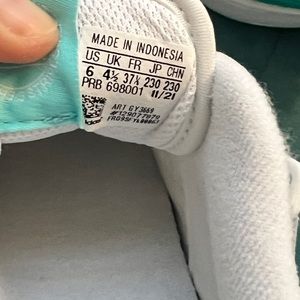 MADE IN INDONESIA
US UK FR JP CHN
6 4½ 37⅓ 230 230
PRB 698001 11/21
ART GY3669